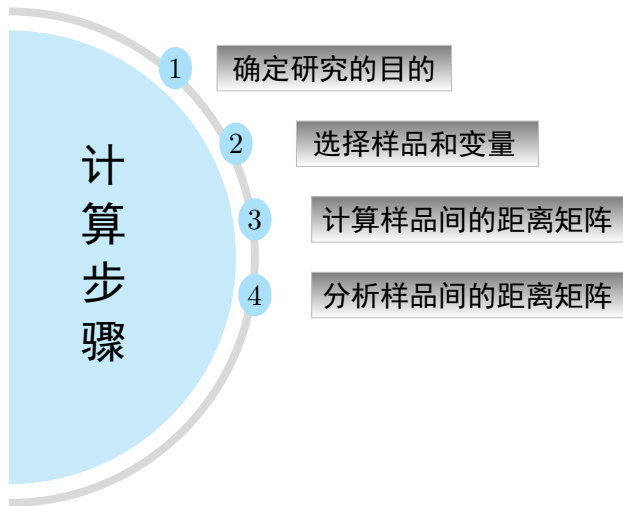 计算步骤
1 确定研究的目的
2 选择样品和变量
3 计算样品间的距离矩阵
4 分析样品间的距离矩阵